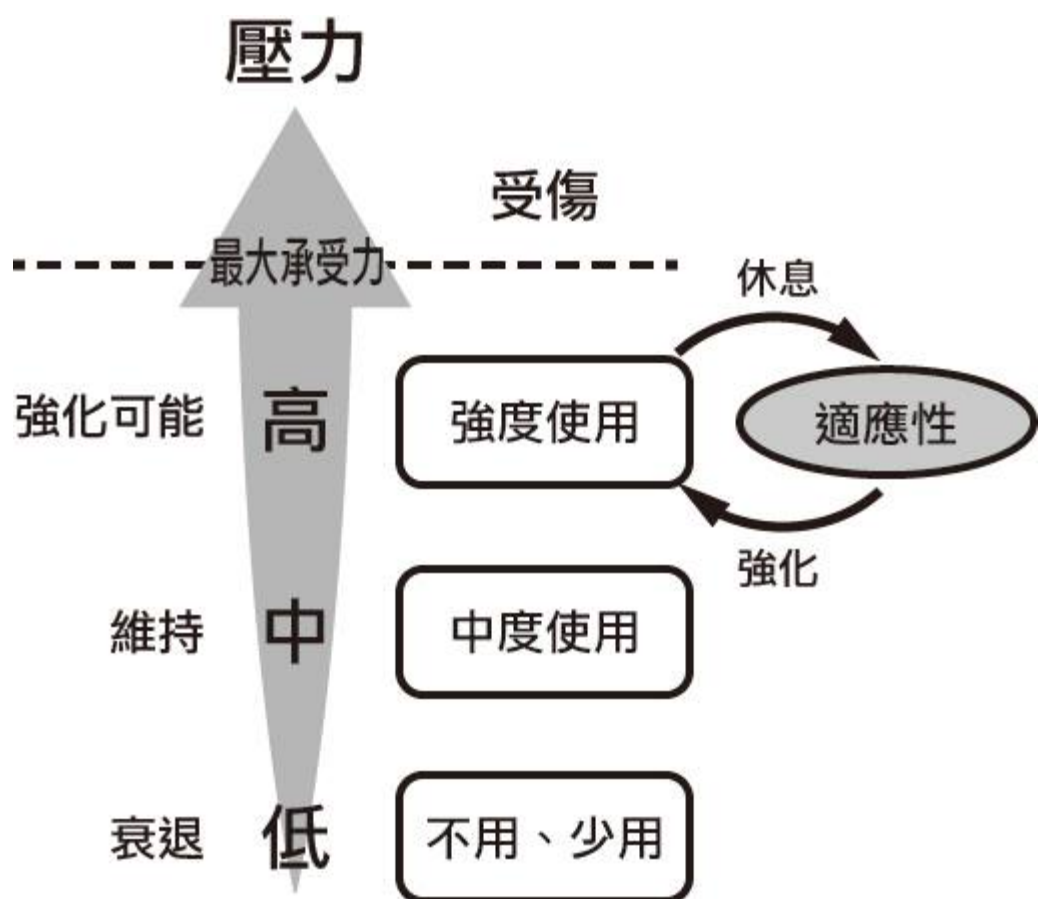 壓力
受傷
最大承受力
休息
強化可能
高
強度使用
適應性
強化
維持
中
中度使用
衰退
低
不用、少用